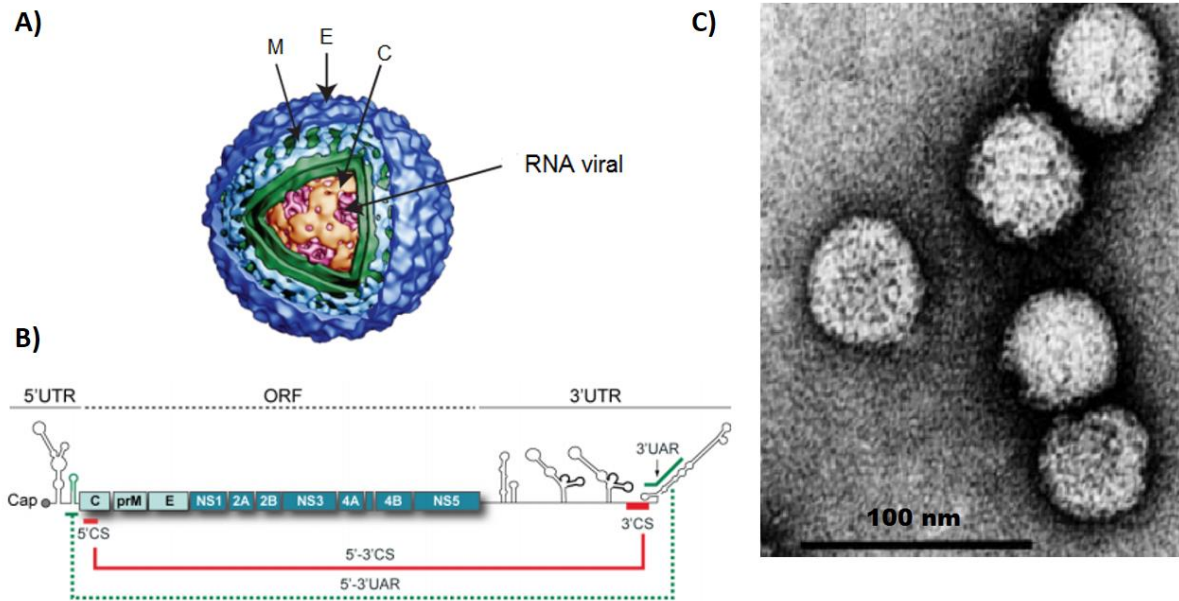 A)
M
E
C
RNA viral
B)
5'UTR
ORF
3'UTR
Cap
C
prM
E
NS1
2A
2B
NS3
4A
4B
NS5
3'UAR
5'CS
3'CS
5'-3'CS
5'-3'UAR
C)
100 nm